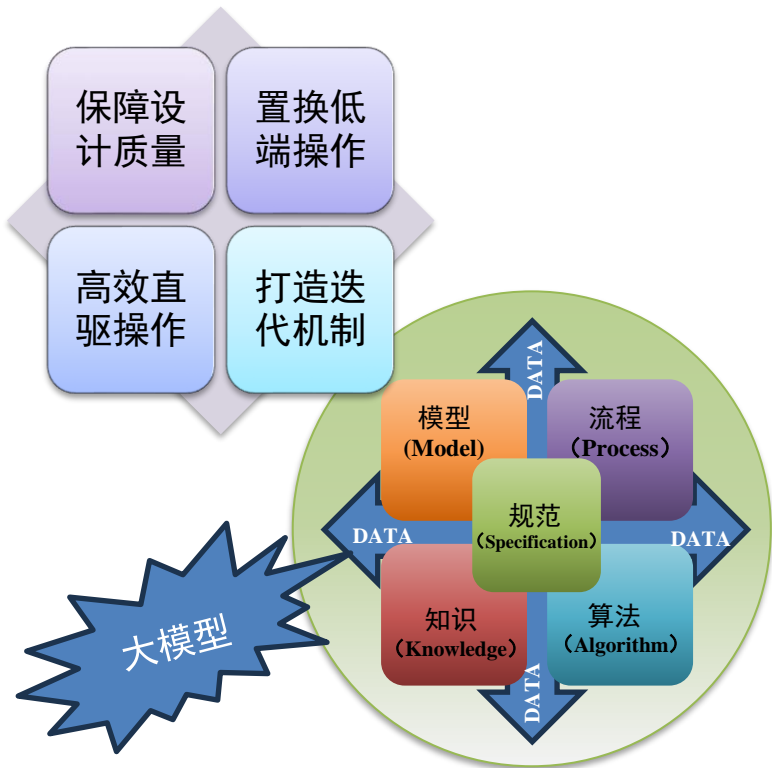 保障设
计质量
置换低
端操作
高效直
驱操作
打造迭
代机制
DATA
模型
(Model)
流程
（Process）
DATA
规范
（Specification）
DATA
知识
（Knowledge）
算法
（Algorithm）
DATA
大模型